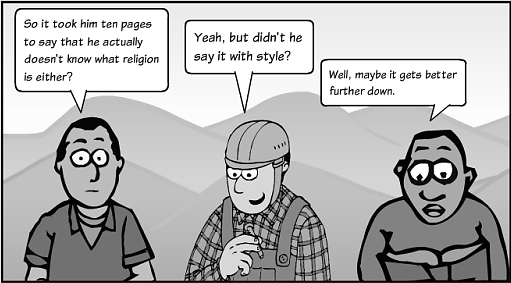 So it took him ten pages
to say that he actually
doesn't know what religion
is either?
Yeah, but didn't he
say it with style?
Well, maybe it gets better
further down.